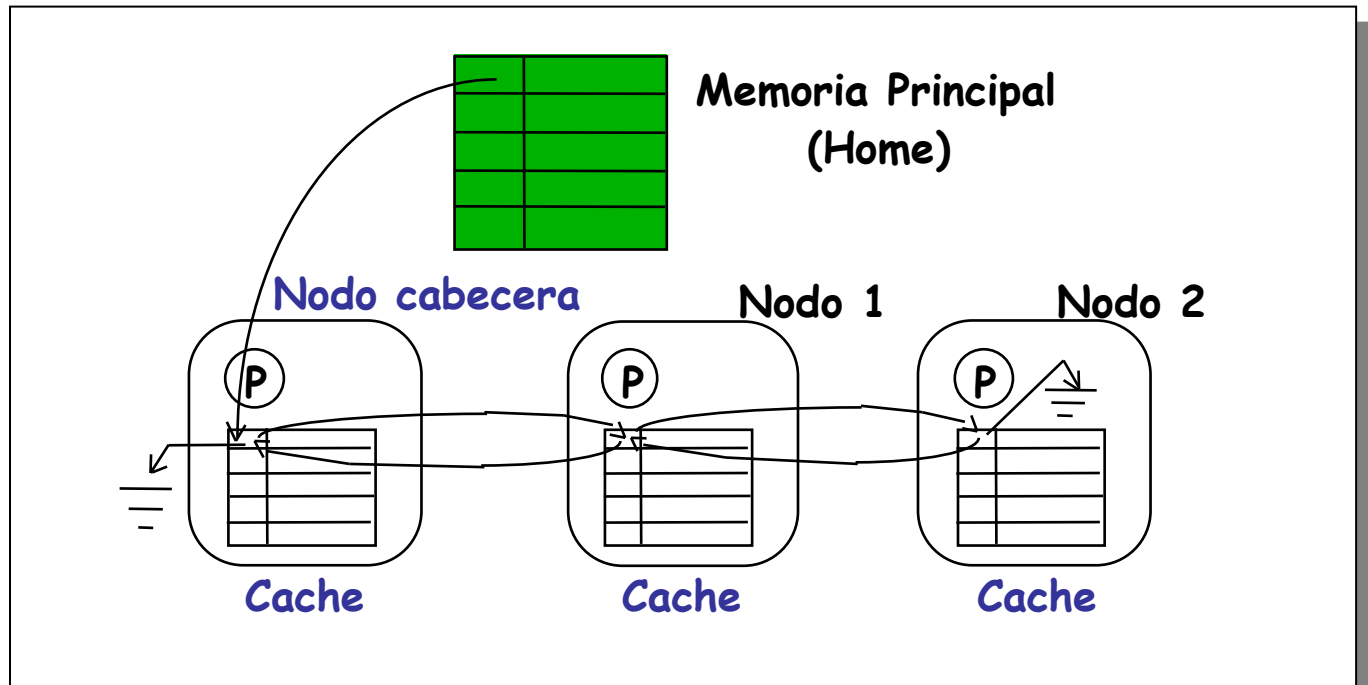 Memoria Principal
(Home)
Nodo cabecera
Nodo 1
Nodo 2
P
P
P
Cache
Cache
Cache